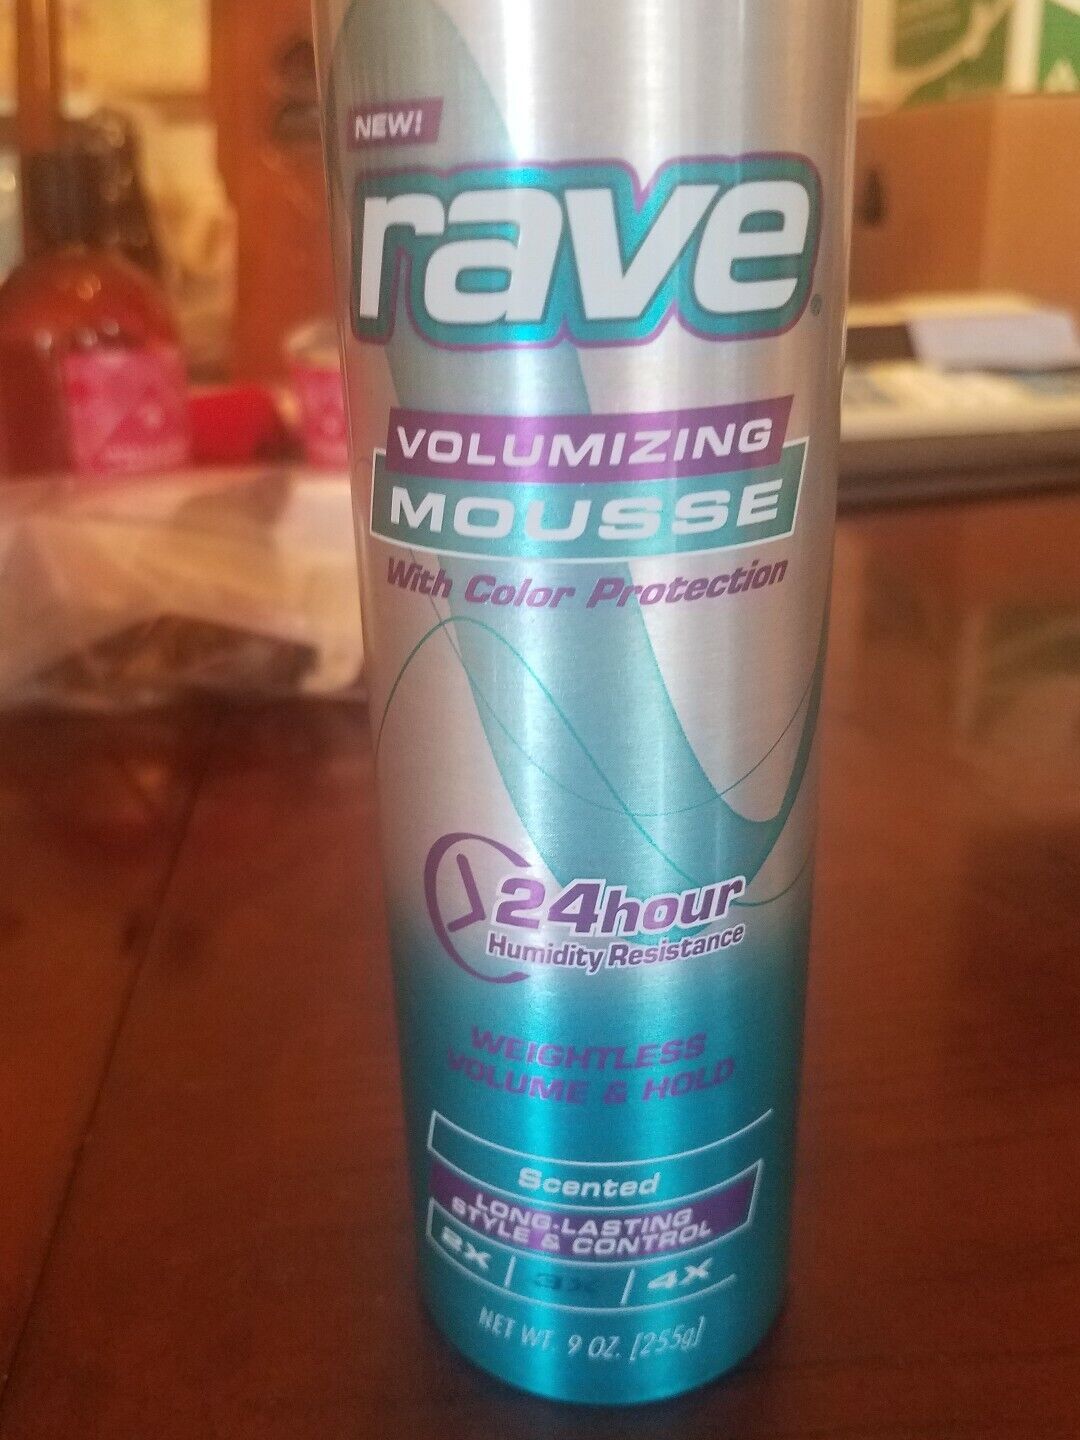 NEW!
rave®
VOLUMIZING
MOUSSE
With Color Protection
24hour
Humidity Resistance
WEIGHTLESS
VOLUME & HOLD
Scented
LONG-LASTING
STYLE & CONTROL
2X | 3X | 4X
NET WT. 9 OZ. [255g]